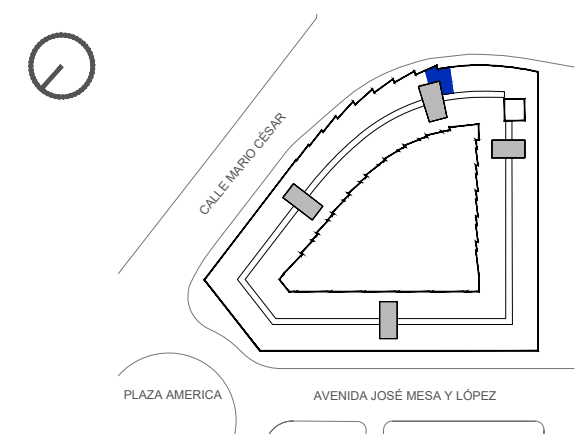 CALLE MARIO CÉSAR
PLAZA AMERICA
AVENIDA JOSÉ MESA Y LÓPEZ